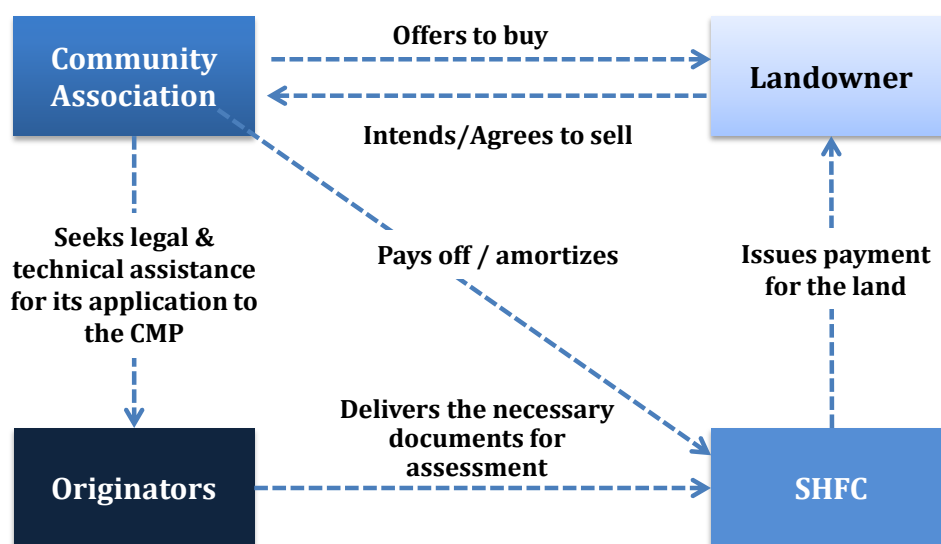 Community
Association
Offers to buy
Landowner
Intends/Agrees to sell
Seeks legal &
technical assistance
for its application to
the CMP
Pays off / amortizes
Issues payment
for the land
Delivers the necessary
documents for
assessment
Originators
SHFC